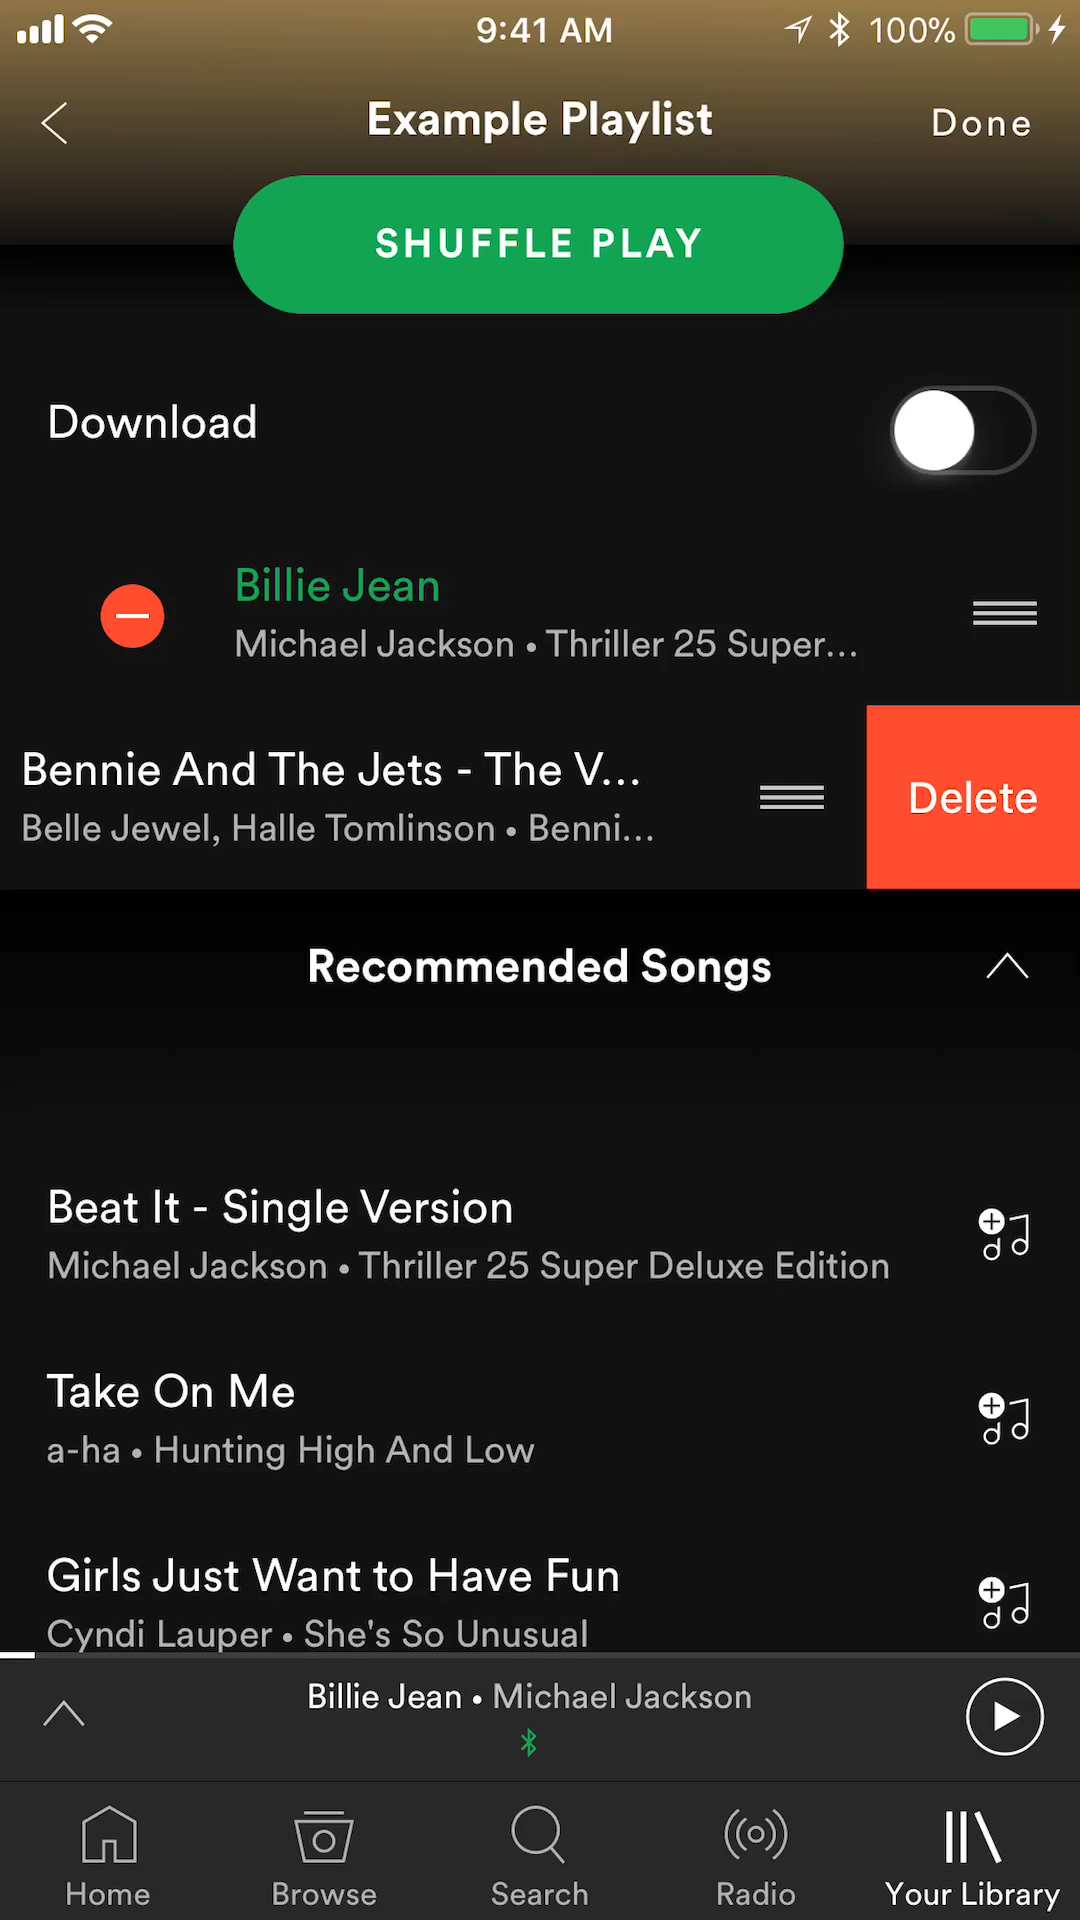 9:41 AM 100%
Example Playlist Done
SHUFFLE PLAY
Download
Billie Jean
Michael Jackson • Thriller 25 Super...
Bennie And The Jets - The V...
Belle Jewel, Halle Tomlinson • Benni...
Delete
Recommended Songs
Beat It - Single Version
Michael Jackson • Thriller 25 Super Deluxe Edition
Take On Me
a-ha • Hunting High And Low
Girls Just Want to Have Fun
Cyndi Lauper • She's So Unusual
Billie Jean • Michael Jackson
Home Browse Search Radio Your Library